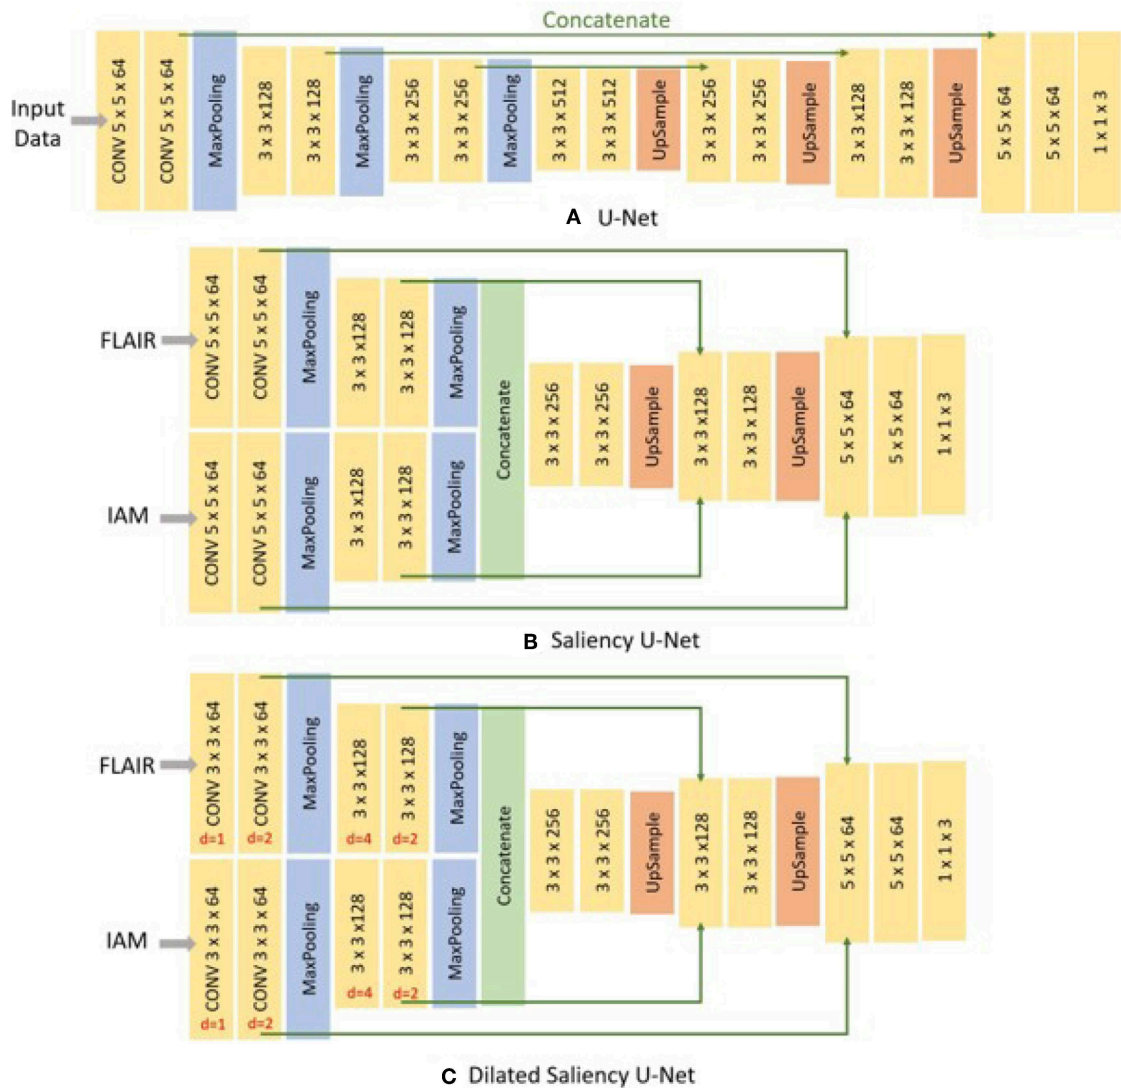 Concatenate
Input
Data
CONV 5 x 5 x 64
CONV 5 x 5 x 64
MaxPooling
3 x 3 x128
3 x 3 x 128
MaxPooling
3 x 3 x 256
3 x 3 x 256
MaxPooling
3 x 3 x 512
3 x 3 x 512
UpSample
3 x 3 x 256
3 x 3 x 256
UpSample
3 x 3 x128
3 x 3 x 128
UpSample
5 x 5 x 64
5 x 5 x 64
1 x 1 x 3
A U-Net
FLAIR
CONV 5 x 5 x 64
CONV 5 x 5 x 64
MaxPooling
3 x 3 x128
3 x 3 x 128
MaxPooling
IAM
CONV 5 x 5 x 64
CONV 5 x 5 x 64
MaxPooling
3 x 3 x128
3 x 3 x 128
MaxPooling
Concatenate
3 x 3 x 256
3 x 3 x 256
UpSample
3 x 3 x128
3 x 3 x 128
UpSample
5 x 5 x 64
5 x 5 x 64
1 x 1 x 3
B Saliency U-Net
FLAIR
CONV 3 x 3 x 64
d=1
CONV 3 x 3 x 64
d=2
MaxPooling
3 x 3 x128
d=4
3 x 3 x 128
d=2
MaxPooling
IAM
CONV 3 x 3 x 64
d=1
CONV 3 x 3 x 64
d=2
MaxPooling
3 x 3 x128
d=4
3 x 3 x 128
d=2
MaxPooling
Concatenate
3 x 3 x 256
3 x 3 x 256
UpSample
3 x 3 x128
3 x 3 x 128
UpSample
5 x 5 x 64
5 x 5 x 64
1 x 1 x 3
C Dilated Saliency U-Net